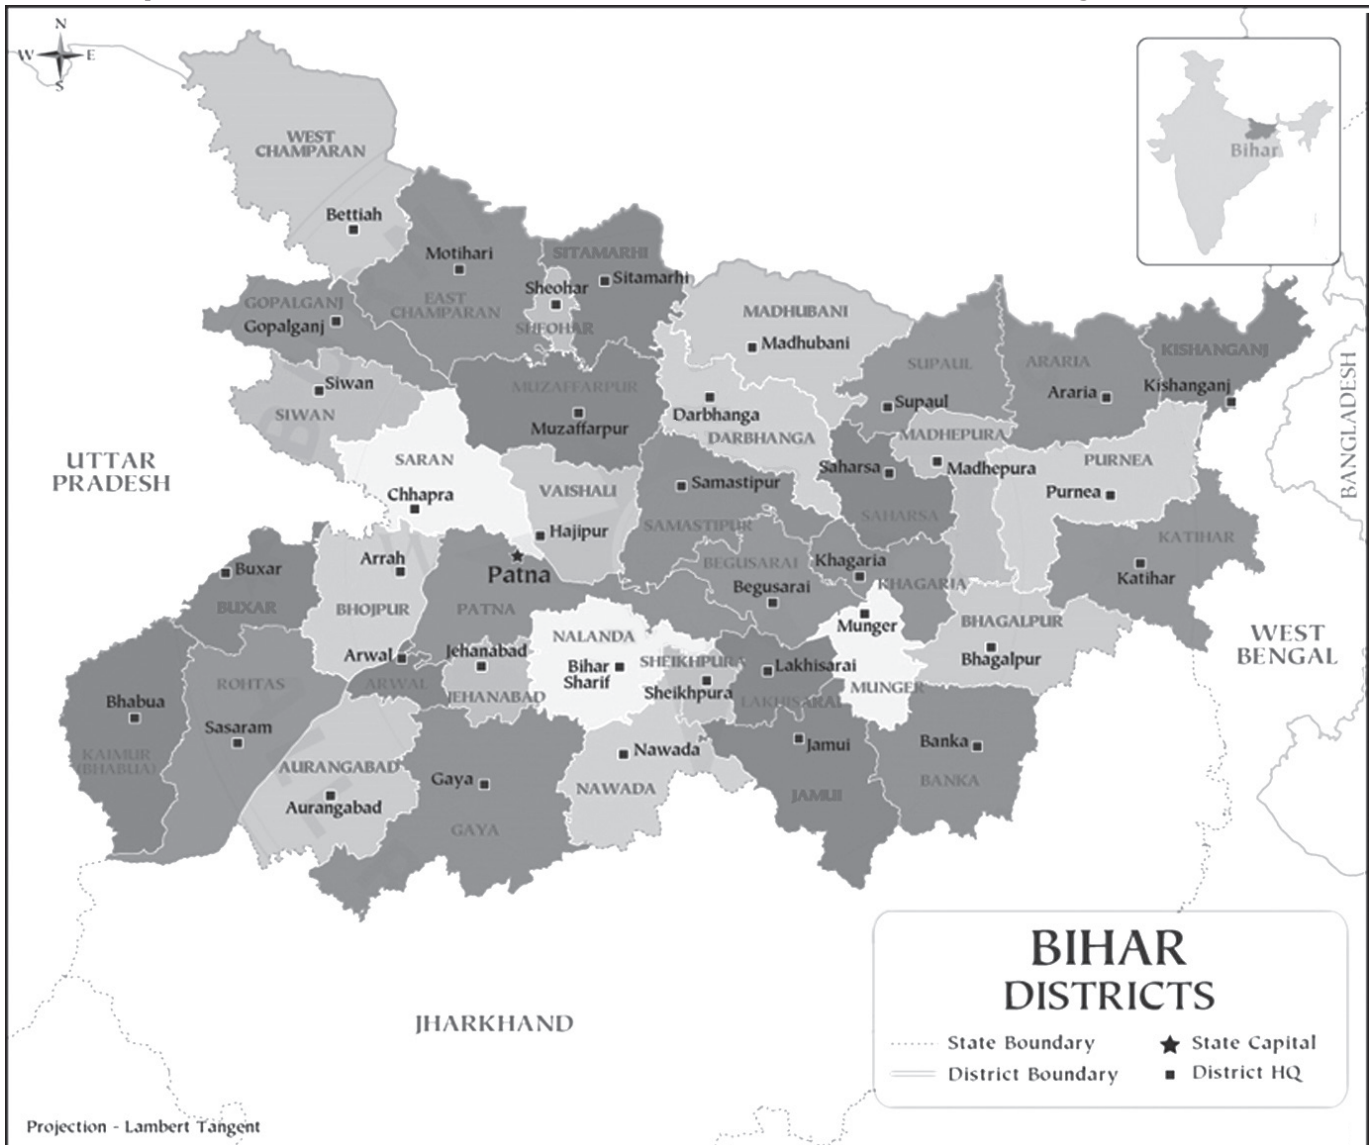 N
W E
S
WEST
CHAMPARAN
Bettiah
Bihar
Motihari
EAST
CHAMPARAN
SITAMARHI
Sitamarhi
Sheohar
SHEOHAR
GOPALGANJ
Gopalganj
MADHUBANI
Madhubani
SUPAUL
Supaul
ARARIA
Araria
KISHANGANJ
Kishanganj
BANGLADESH
Siwan
SIWAN
MUZAFFARPUR
Muzaffarpur
Darbhanga
DARBHANGA
MADHEPURA
Madhepura
PURNEA
Purnea
UTTAR
PRADESH
SARAN
Chhapra
VAISHALI
Hajipur
Samastipur
SAMASTIPUR
Saharsa
SAHARSA
KATIHAR
Katihar
Buxar
BUXAR
Arrah
BHOJPUR
Patna
PATNA
BEGUSARAI
Begusarai
Khagaria
KHAGARIA
Munger
MUNGER
BHAGALPUR
Bhagalpur
WEST
BENGAL
Arwal
ARWAL
Jehanabad
JEHANABAD
NALANDA
Bihar
Sharif
SHEIKHPURA
Sheikhpura
Lakhisarai
LAKHISARAI
Bhabua
KAIMUR
(BHABUA)
ROHTAS
Sasaram
AURANGABAD
Aurangabad
Gaya
GAYA
Nawada
NAWADA
Jamui
JAMUI
Banka
BANKA
JHARKHAND
BIHAR
DISTRICTS
State Boundary
State Capital
District Boundary
District HQ
Projection - Lambert Tangent